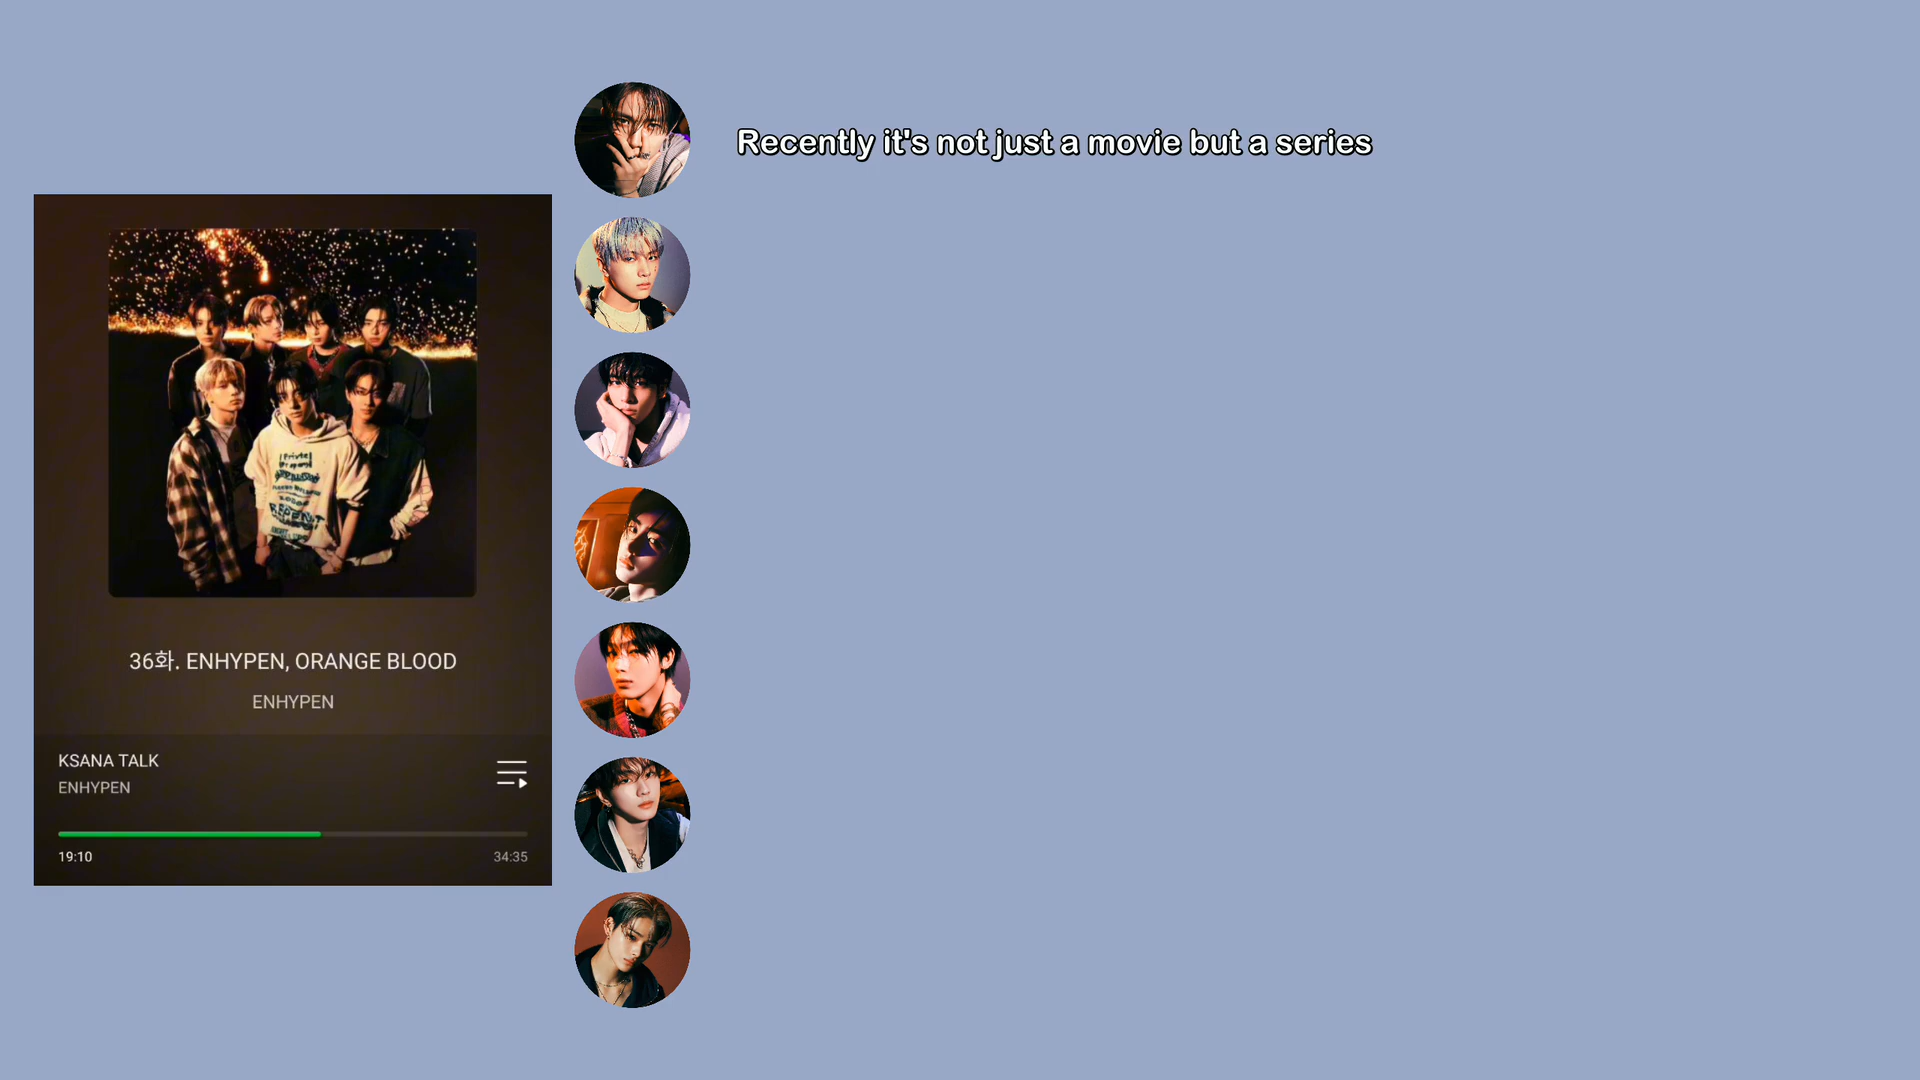 Recently it's not just a movie but a series
36화. ENHYPEN, ORANGE BLOOD
ENHYPEN
KSANA TALK
ENHYPEN
19:10
34:35